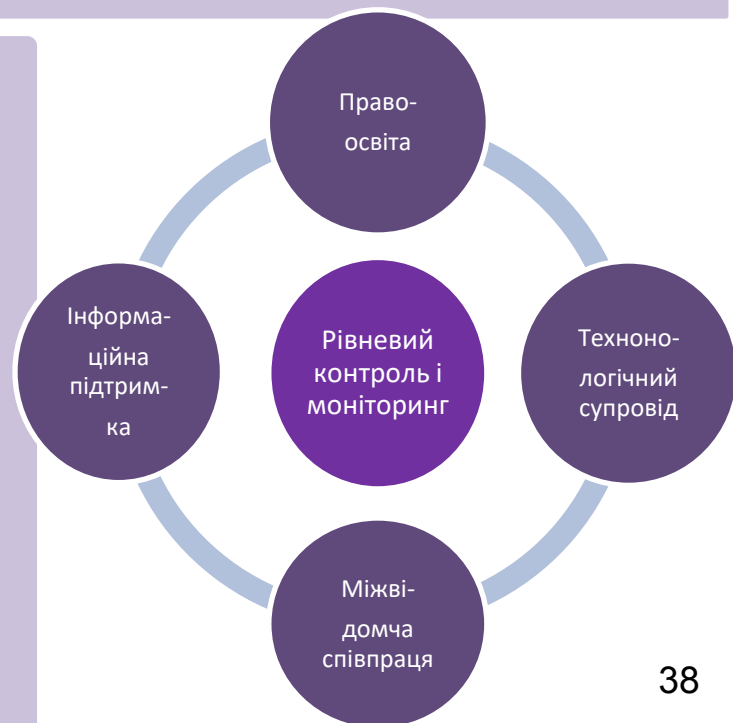 Право-
освіта
Інформа-
ційна
підтрим-
ка
Рівневий
контроль і
моніторинг
Техноно-
логічний
супровід
Міжві-
домча
співпраця
38